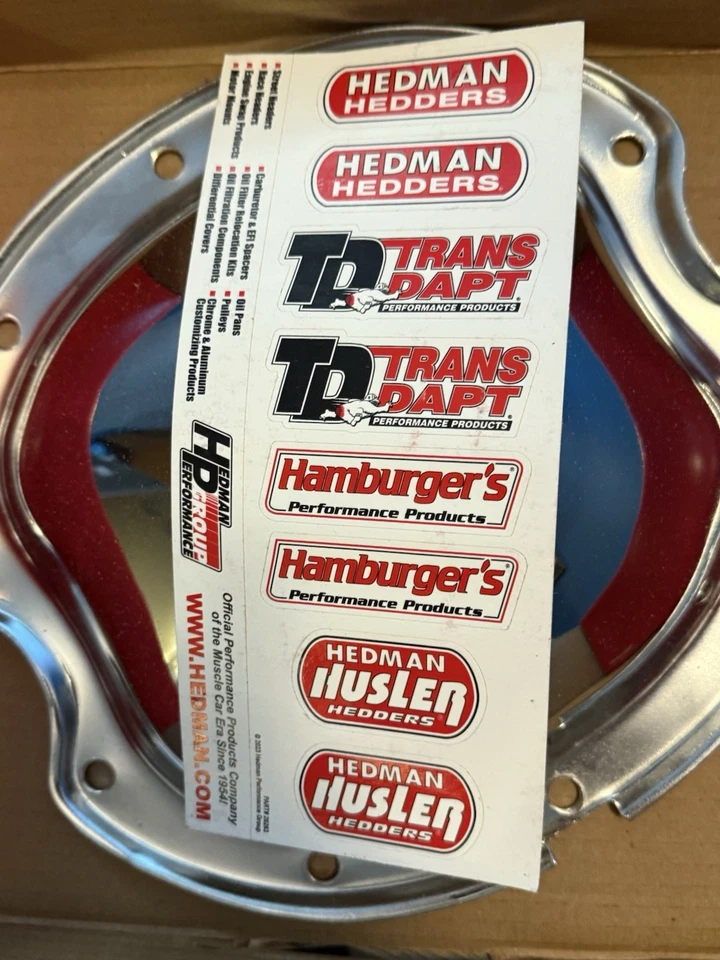 HEDMAN
HEDDERS
HEDMAN
HEDDERS
TD TRANS
DAPT
PERFORMANCE PRODUCTS
TD TRANS
DAPT
PERFORMANCE PRODUCTS
Hamburger's
Performance Products
Hamburger's
Performance Products
HEDMAN
HUSLER
HEDDERS
HEDMAN
HUSLER
HEDDERS
Street Headers
Race Headers
Engine Swap Products
Motor Mounts
Carburetor & EFI Spacers
Oil Filter Relocation Kits
Oil Filtration Components
Differential Covers
Oil Pans
Pulleys
Chrome & Aluminum
Customizing Products
HEDMAN
PERFORMANCE
GROUP
Official Performance Products Company
of the Muscle Car Era Since 1954!
WWW.HEDMAN.COM
Hedman Performance Group